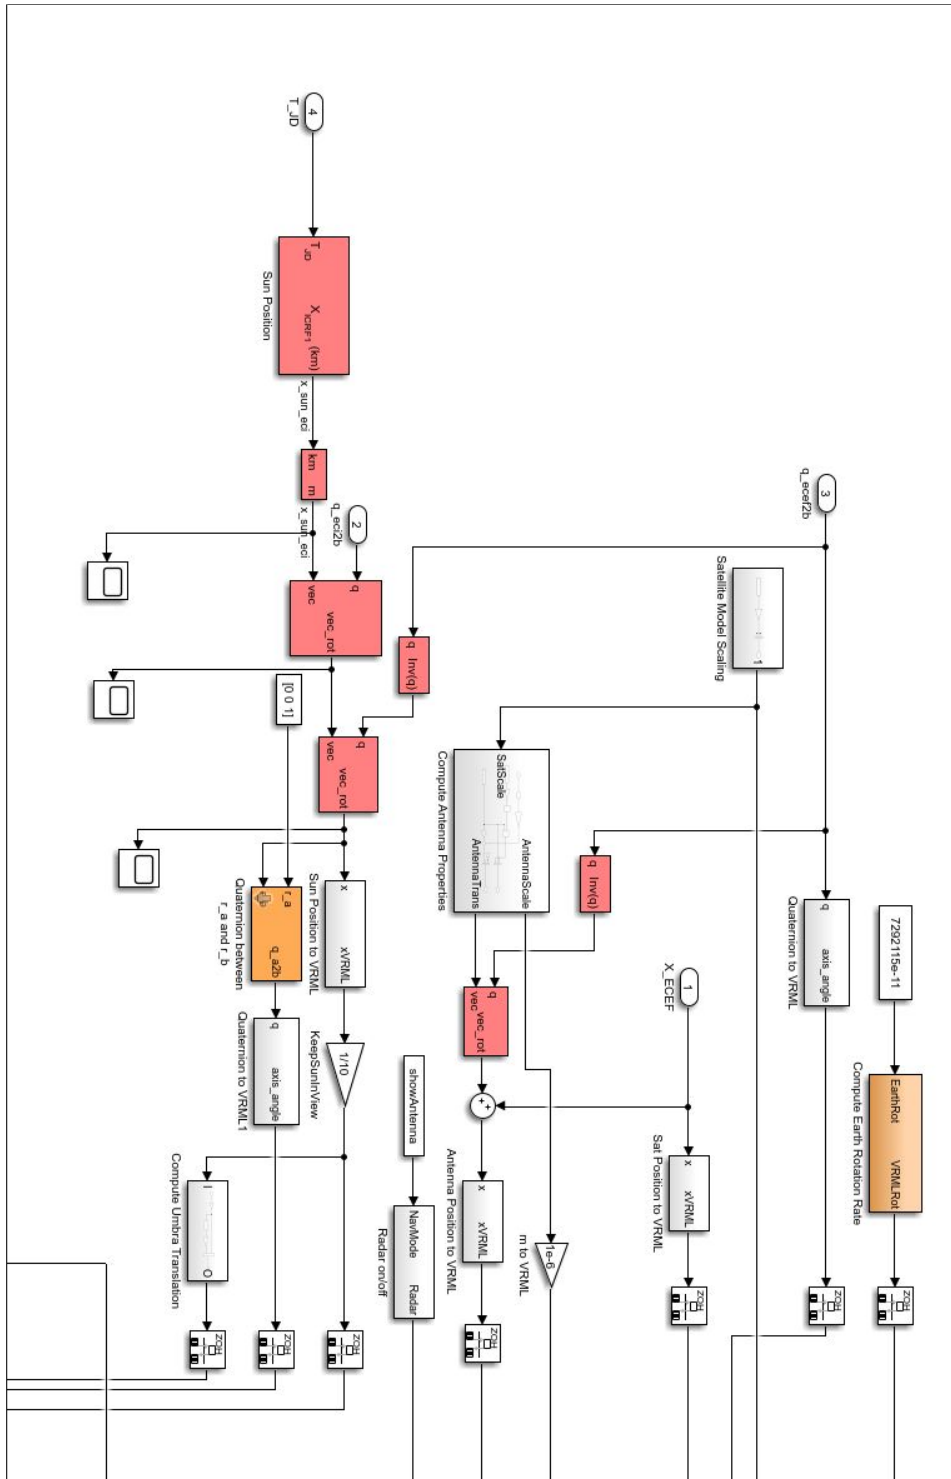 7292115e-11
EarthRot VRMLRot
Compute Earth Rotation Rate
ZOH
3
q_ecef2b
q axis_angle
Quaternion to VRML
ZOH
1
Satellite Model Scaling
1
X_ECEF
x xVRML
Sat Position to VRML
ZOH
q Inv(q)
1e-6
m to VRML
AntennaScale
SatScale
AntennaTrans
Compute Antenna Properties
q
vec_rot
vec
+
+
x xVRML
Antenna Position to VRML
ZOH
q Inv(q)
showAntenna
NavMode Radar
Radar on/off
2
q_eci2b
q
vec_rot
vec
q
vec_rot
vec
x xVRML
Sun Position to VRML
1/10
KeepSunInView
ZOH
4
T_JD
T_JD
X_ICRF1 (km)
Sun Position
x_sun_eci
km m
x_sun_eci
[0 0 1]
r_a
q_a2b
Quaternion between
r_a and r_b
q axis_angle
Quaternion to VRML1
ZOH
I O
Compute Umbra Translation
ZOH